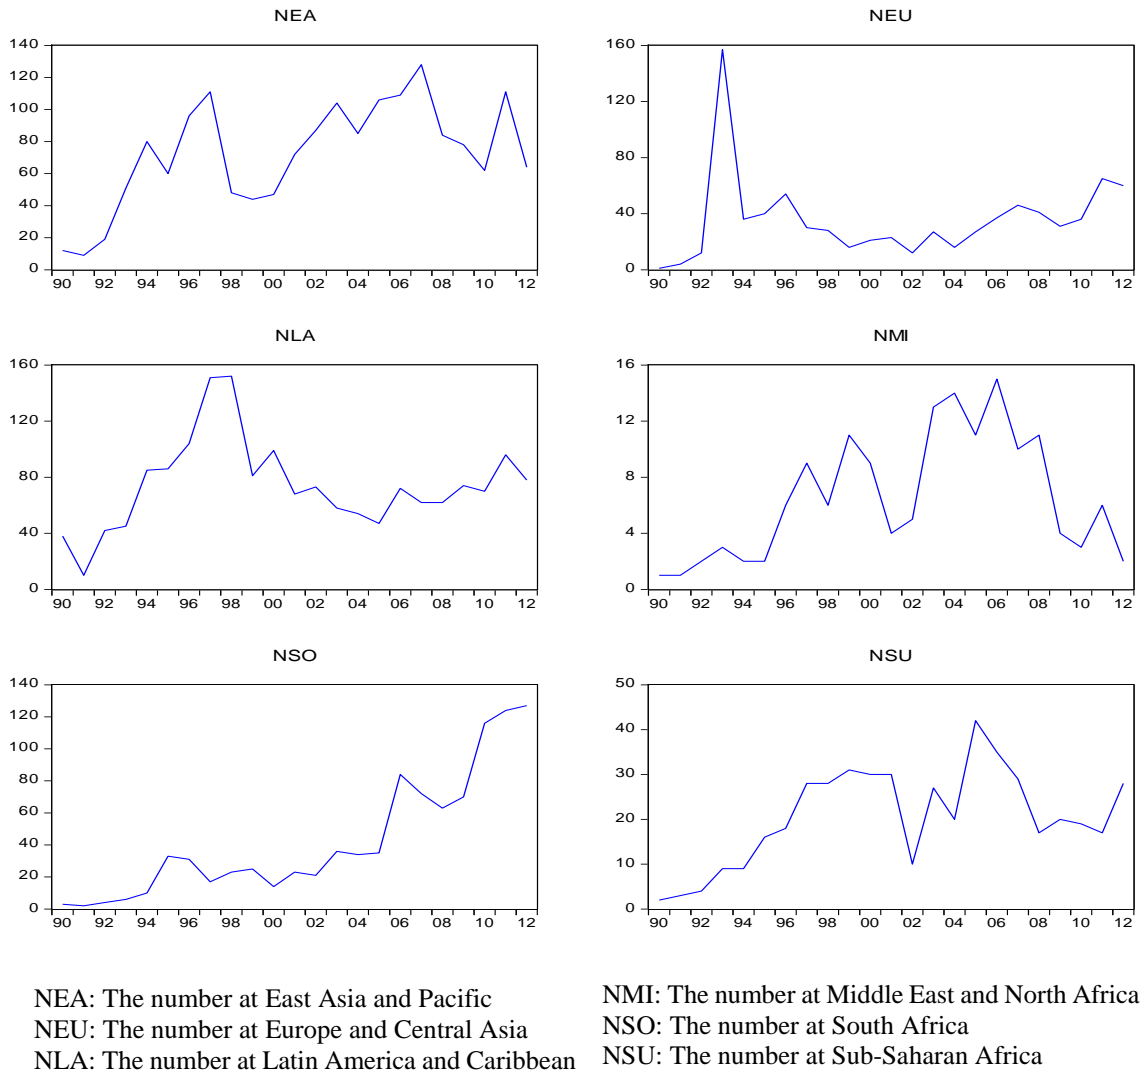 NEA
140
120
100
80
60
40
20
0
90 92 94 96 98 00 02 04 06 08 10 12
NEU
160
120
80
40
0
90 92 94 96 98 00 02 04 06 08 10 12
NLA
160
120
80
40
0
90 92 94 96 98 00 02 04 06 08 10 12
NMI
16
12
8
4
0
90 92 94 96 98 00 02 04 06 08 10 12
NSO
140
120
100
80
60
40
20
0
90 92 94 96 98 00 02 04 06 08 10 12
NSU
50
40
30
20
10
0
90 92 94 96 98 00 02 04 06 08 10 12
NEA: The number at East Asia and Pacific
NEU: The number at Europe and Central Asia
NLA: The number at Latin America and Caribbean
NMI: The number at Middle East and North Africa
NSO: The number at South Africa
NSU: The number at Sub-Saharan Africa